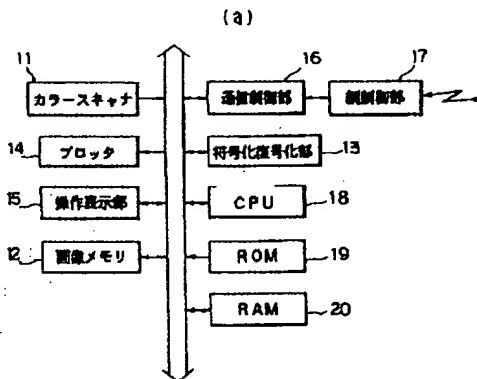 (a)
11
カラースキャナ
16
通信制御部
17
網制御部
14
プロッタ
符号化復号化部
13
15
操作表示部
CPU
18
12
画像メモリ
ROM
19
RAM
20